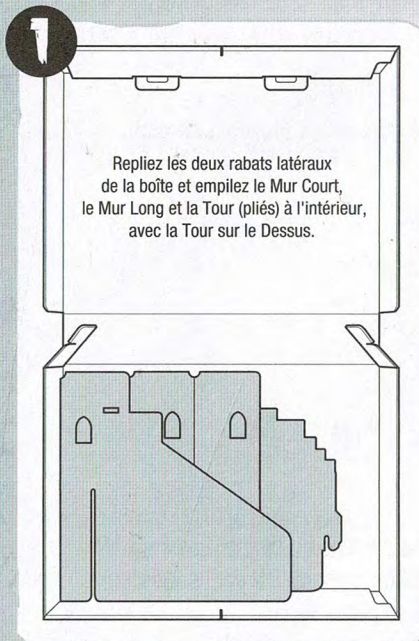 1
Repliez les deux rabats latéraux
de la boîte et empilez le Mur Court,
le Mur Long et la Tour (pliés) à l'intérieur,
avec la Tour sur le Dessus.